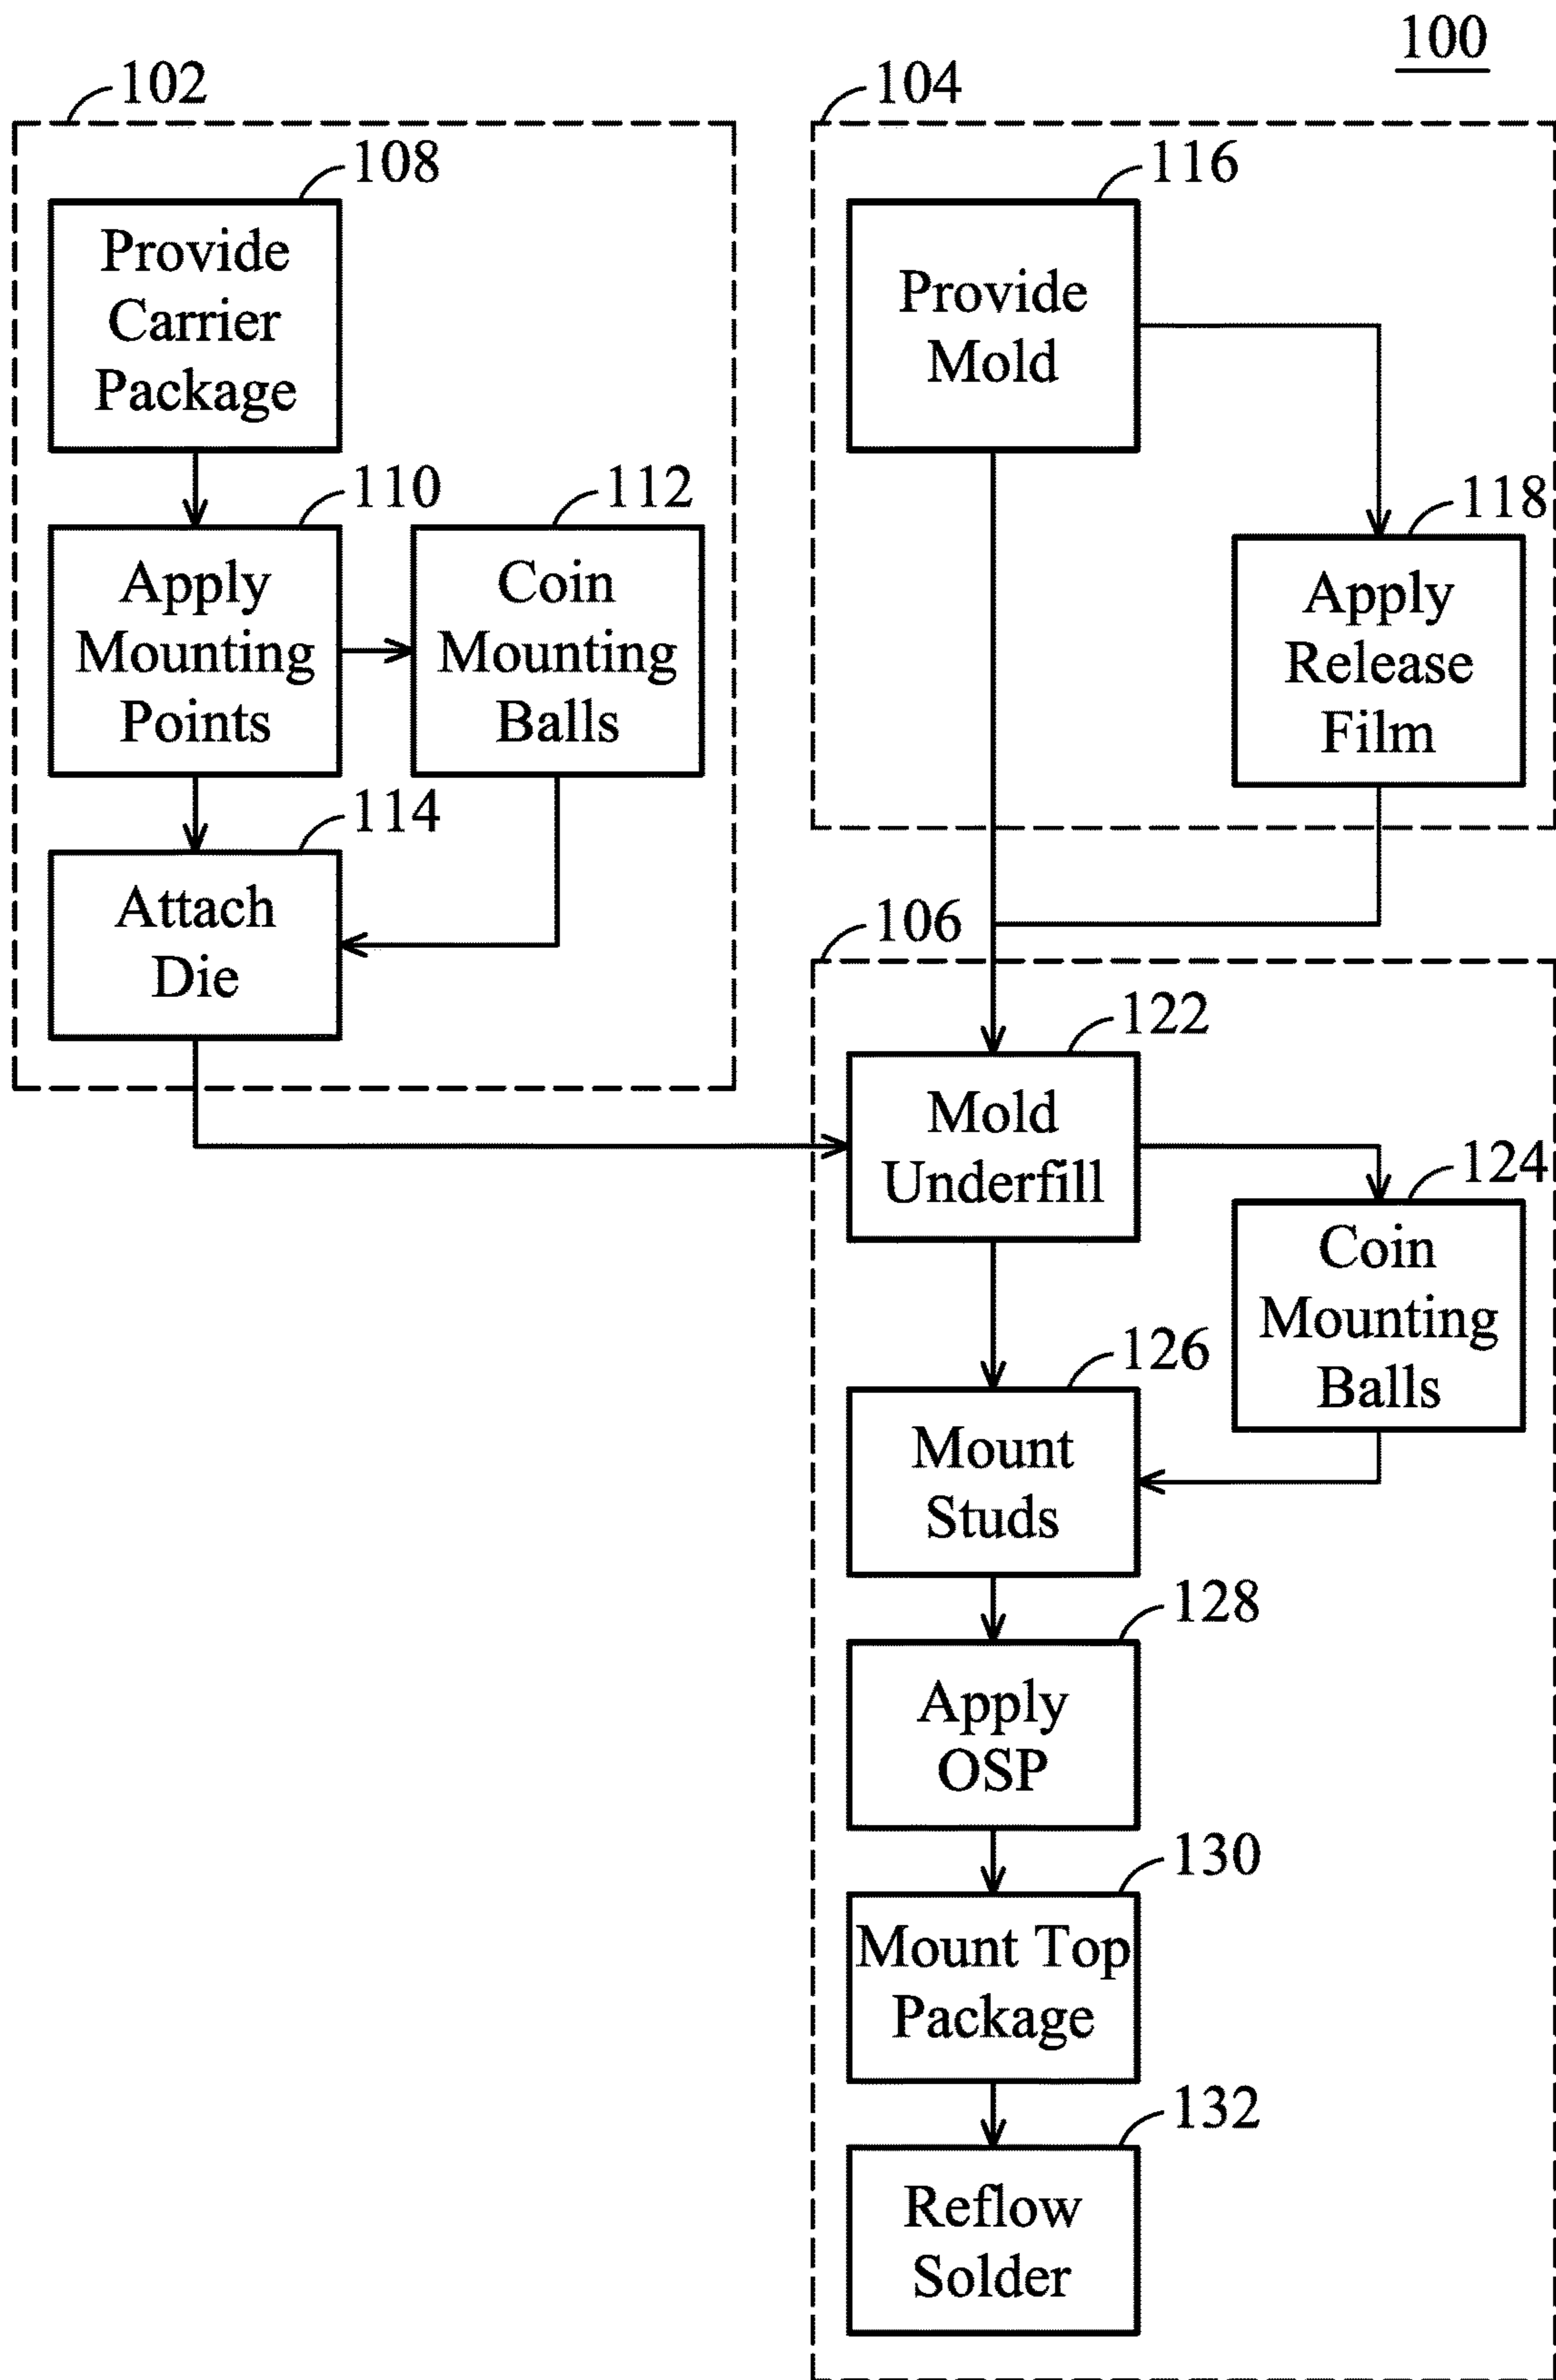 100
102
108
Provide
Carrier
Package
110
Apply
Mounting
Points
112
Coin
Mounting
Balls
114
Attach
Die
104
116
Provide
Mold
118
Apply
Release
Film
106
122
Mold
Underfill
124
Coin
Mounting
Balls
126
Mount
Studs
128
Apply
OSP
130
Mount Top
Package
132
Reflow
Solder